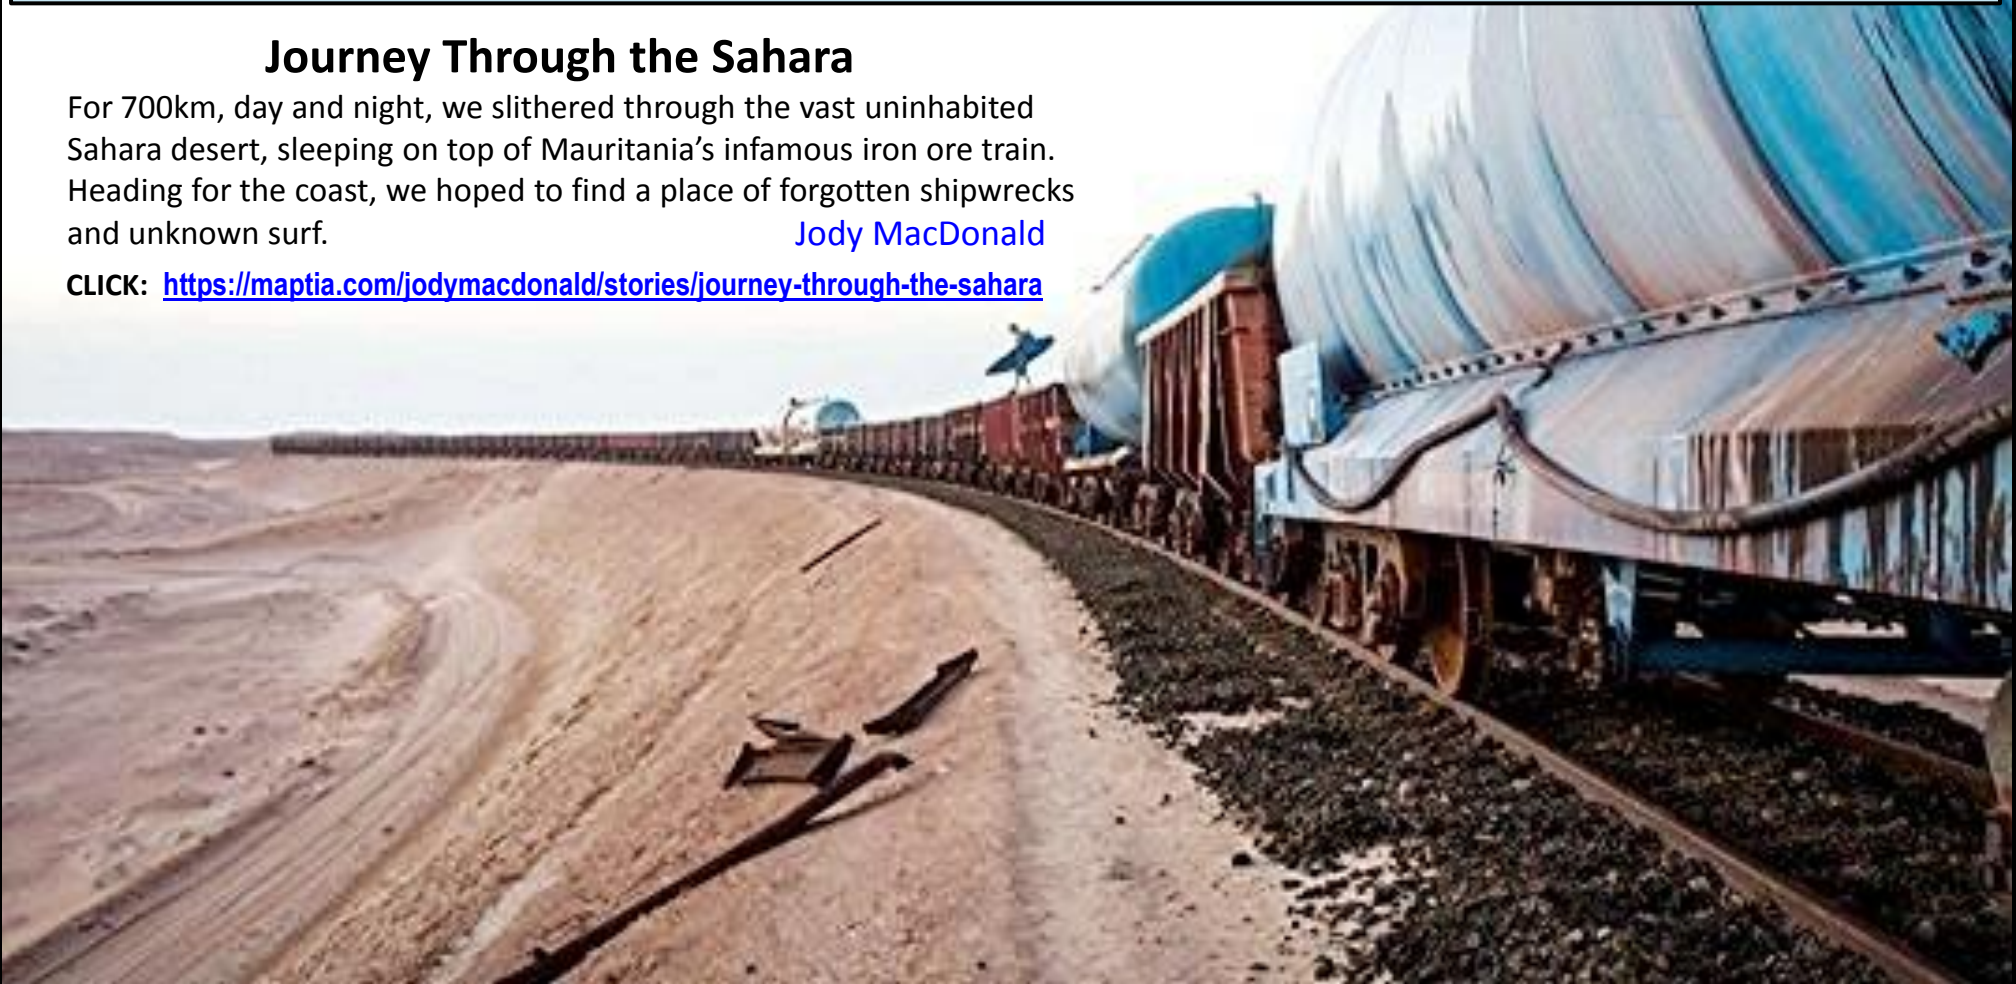 Journey Through the Sahara
For 700km, day and night, we slithered through the vast uninhabited
Sahara desert, sleeping on top of Mauritania’s infamous iron ore train.
Heading for the coast, we hoped to find a place of forgotten shipwrecks
and unknown surf. Jody MacDonald
CLICK: https://maptia.com/jodymacdonald/stories/journey-through-the-sahara